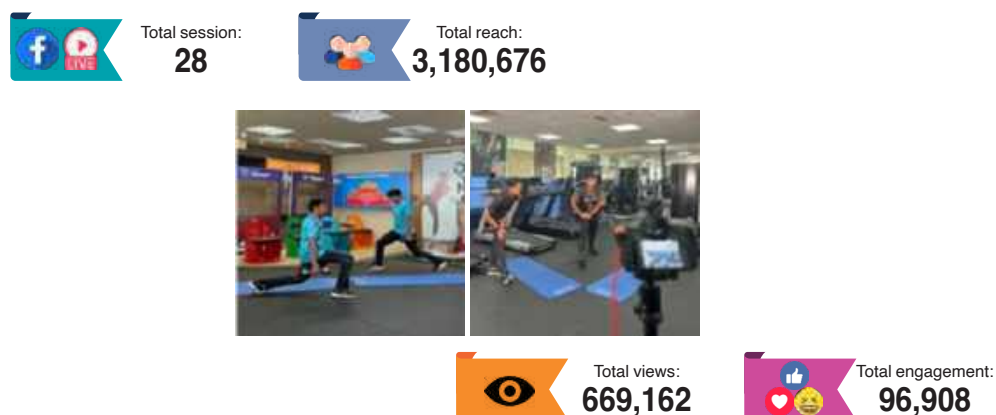 Total session:
28
Total reach:
3,180,676
LIVE
Total views:
669,162
Total engagement:
96,908